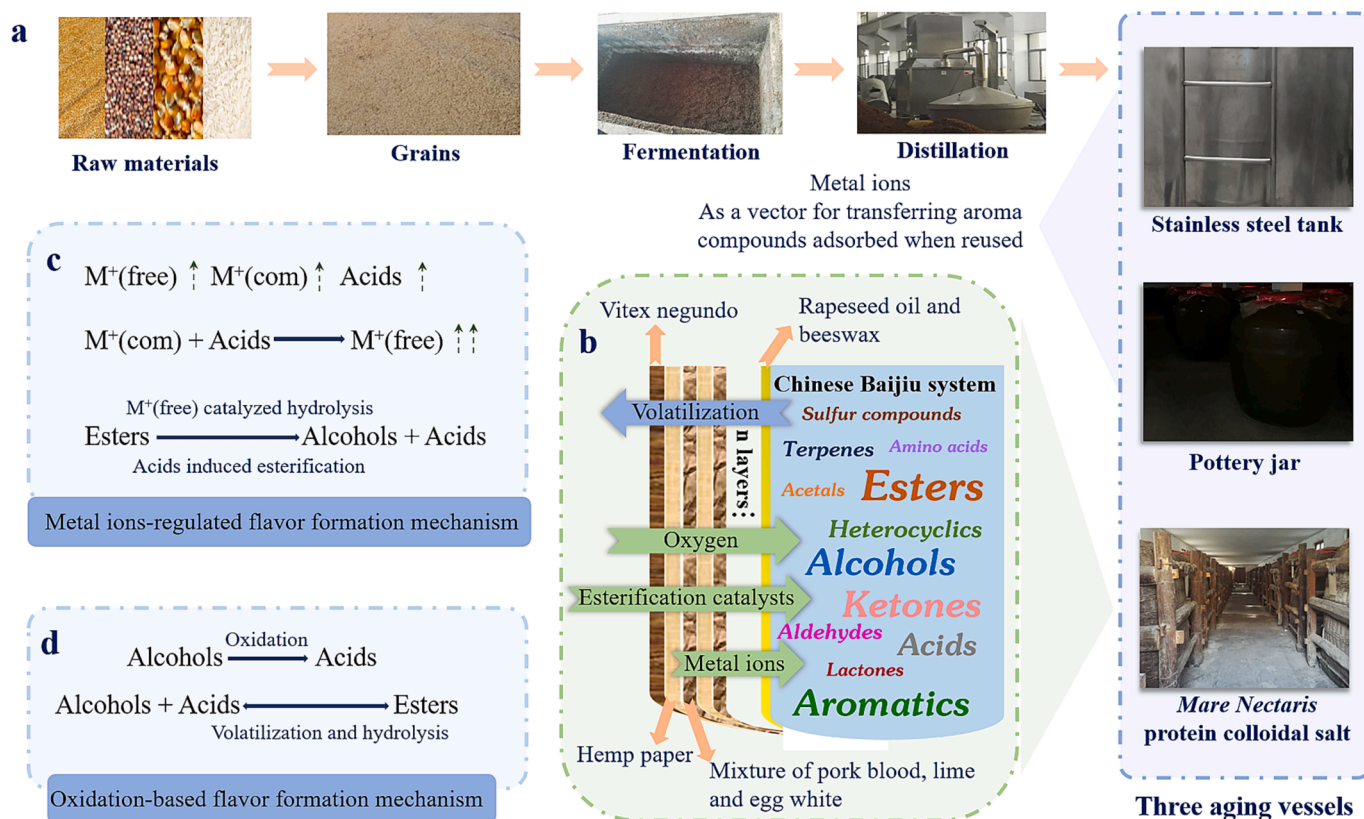 a
Raw materials
Grains
Fermentation
Distillation
Metal ions
As a vector for transferring aroma
compounds adsorbed when reused
Stainless steel tank
Pottery jar
Mare Nectaris
protein colloidal salt
Three aging vessels
c
M⁺(free) ↑ M⁺(com) ↑ Acids ↑
M⁺(com) + Acids → M⁺(free) ↑↑
M⁺(free) catalyzed hydrolysis
Esters → Alcohols + Acids
Acids induced esterification
Metal ions-regulated flavor formation mechanism
d
Oxidation
Alcohols → Acids
Alcohols + Acids ↔ Esters
Volatilization and hydrolysis
Oxidation-based flavor formation mechanism
b
Vitex negundo
Rapeseed oil and
beeswax
Chinese Baijiu system
Volatilization
Sulfur compounds
n layers
Terpenes
Amino acids
Acetals
Esters
Heterocyclics
Oxygen
Alcohols
Esterification catalysts
Ketones
Aldehydes
Acids
Metal ions
Lactones
Aromatics
Hemp paper
Mixture of pork blood, lime
and egg white